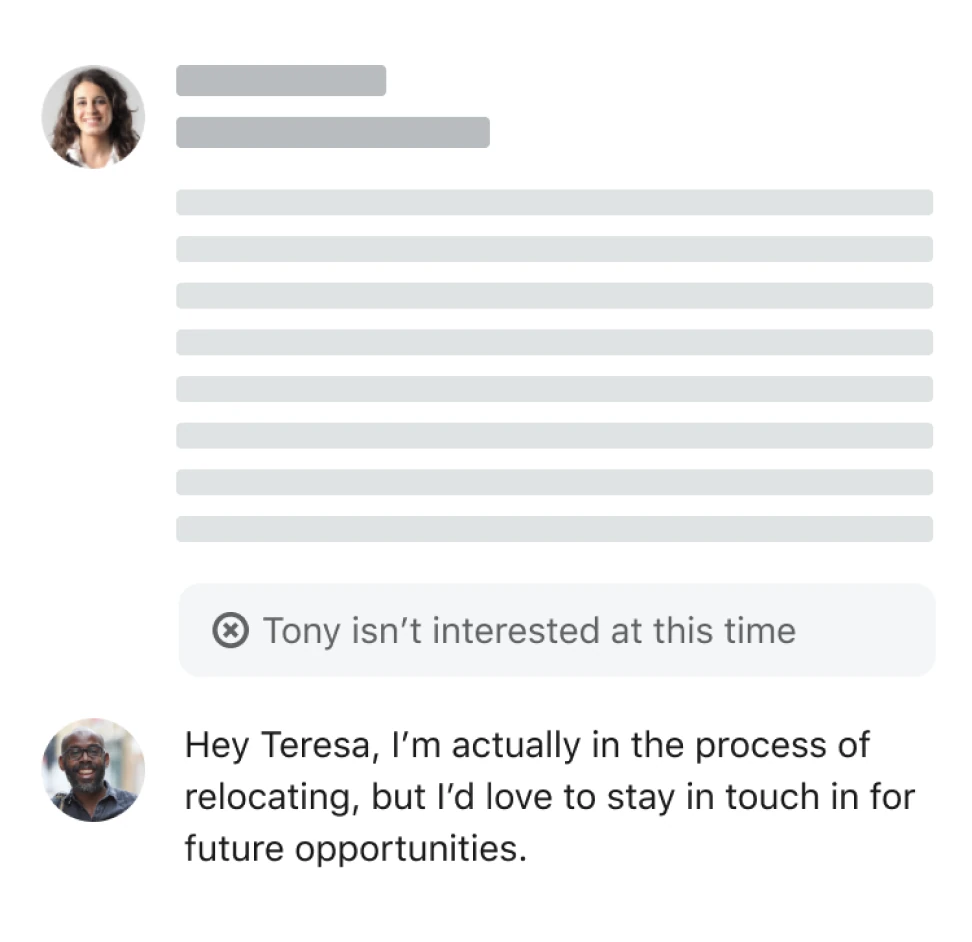 Tony isn’t interested at this time
Hey Teresa, I’m actually in the process of
relocating, but I’d love to stay in touch in for
future opportunities.